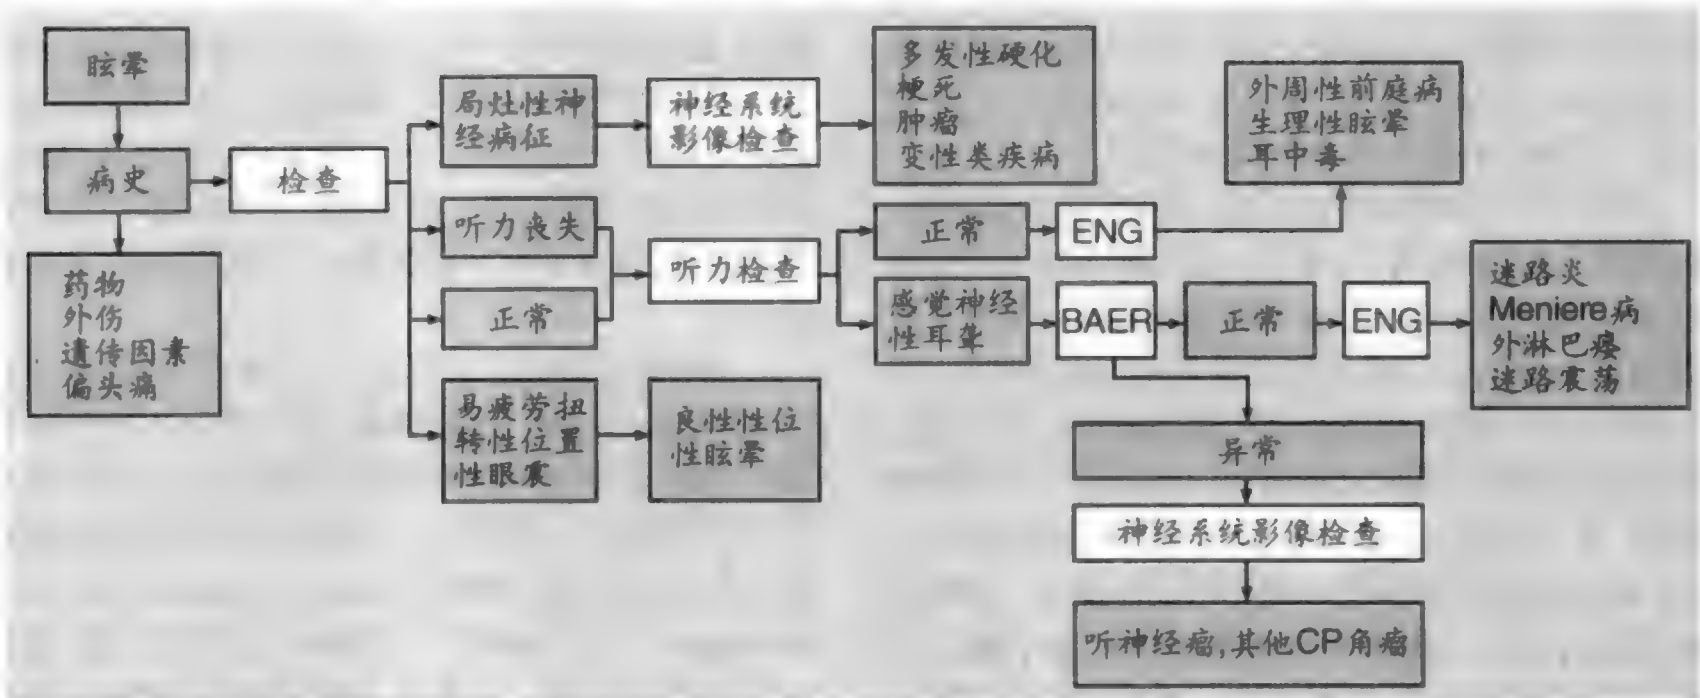 眩晕
病史
药物
外伤
遗传因素
偏头痛
检查
局灶性神
经病征
神经系统
影像检查
多发性硬化
梗死
肿瘤
变性类疾病
听力丧失
正常
听力检查
正常
ENG
外周性前庭病
生理性眩晕
耳中毒
感觉神经
性耳聋
BAER
正常
ENG
迷路炎
Meniere病
外淋巴瘘
迷路震荡
易疲劳扭
转性位置
性眼震
良性性位
性眩晕
异常
神经系统影像检查
听神经瘤,其他CP角瘤